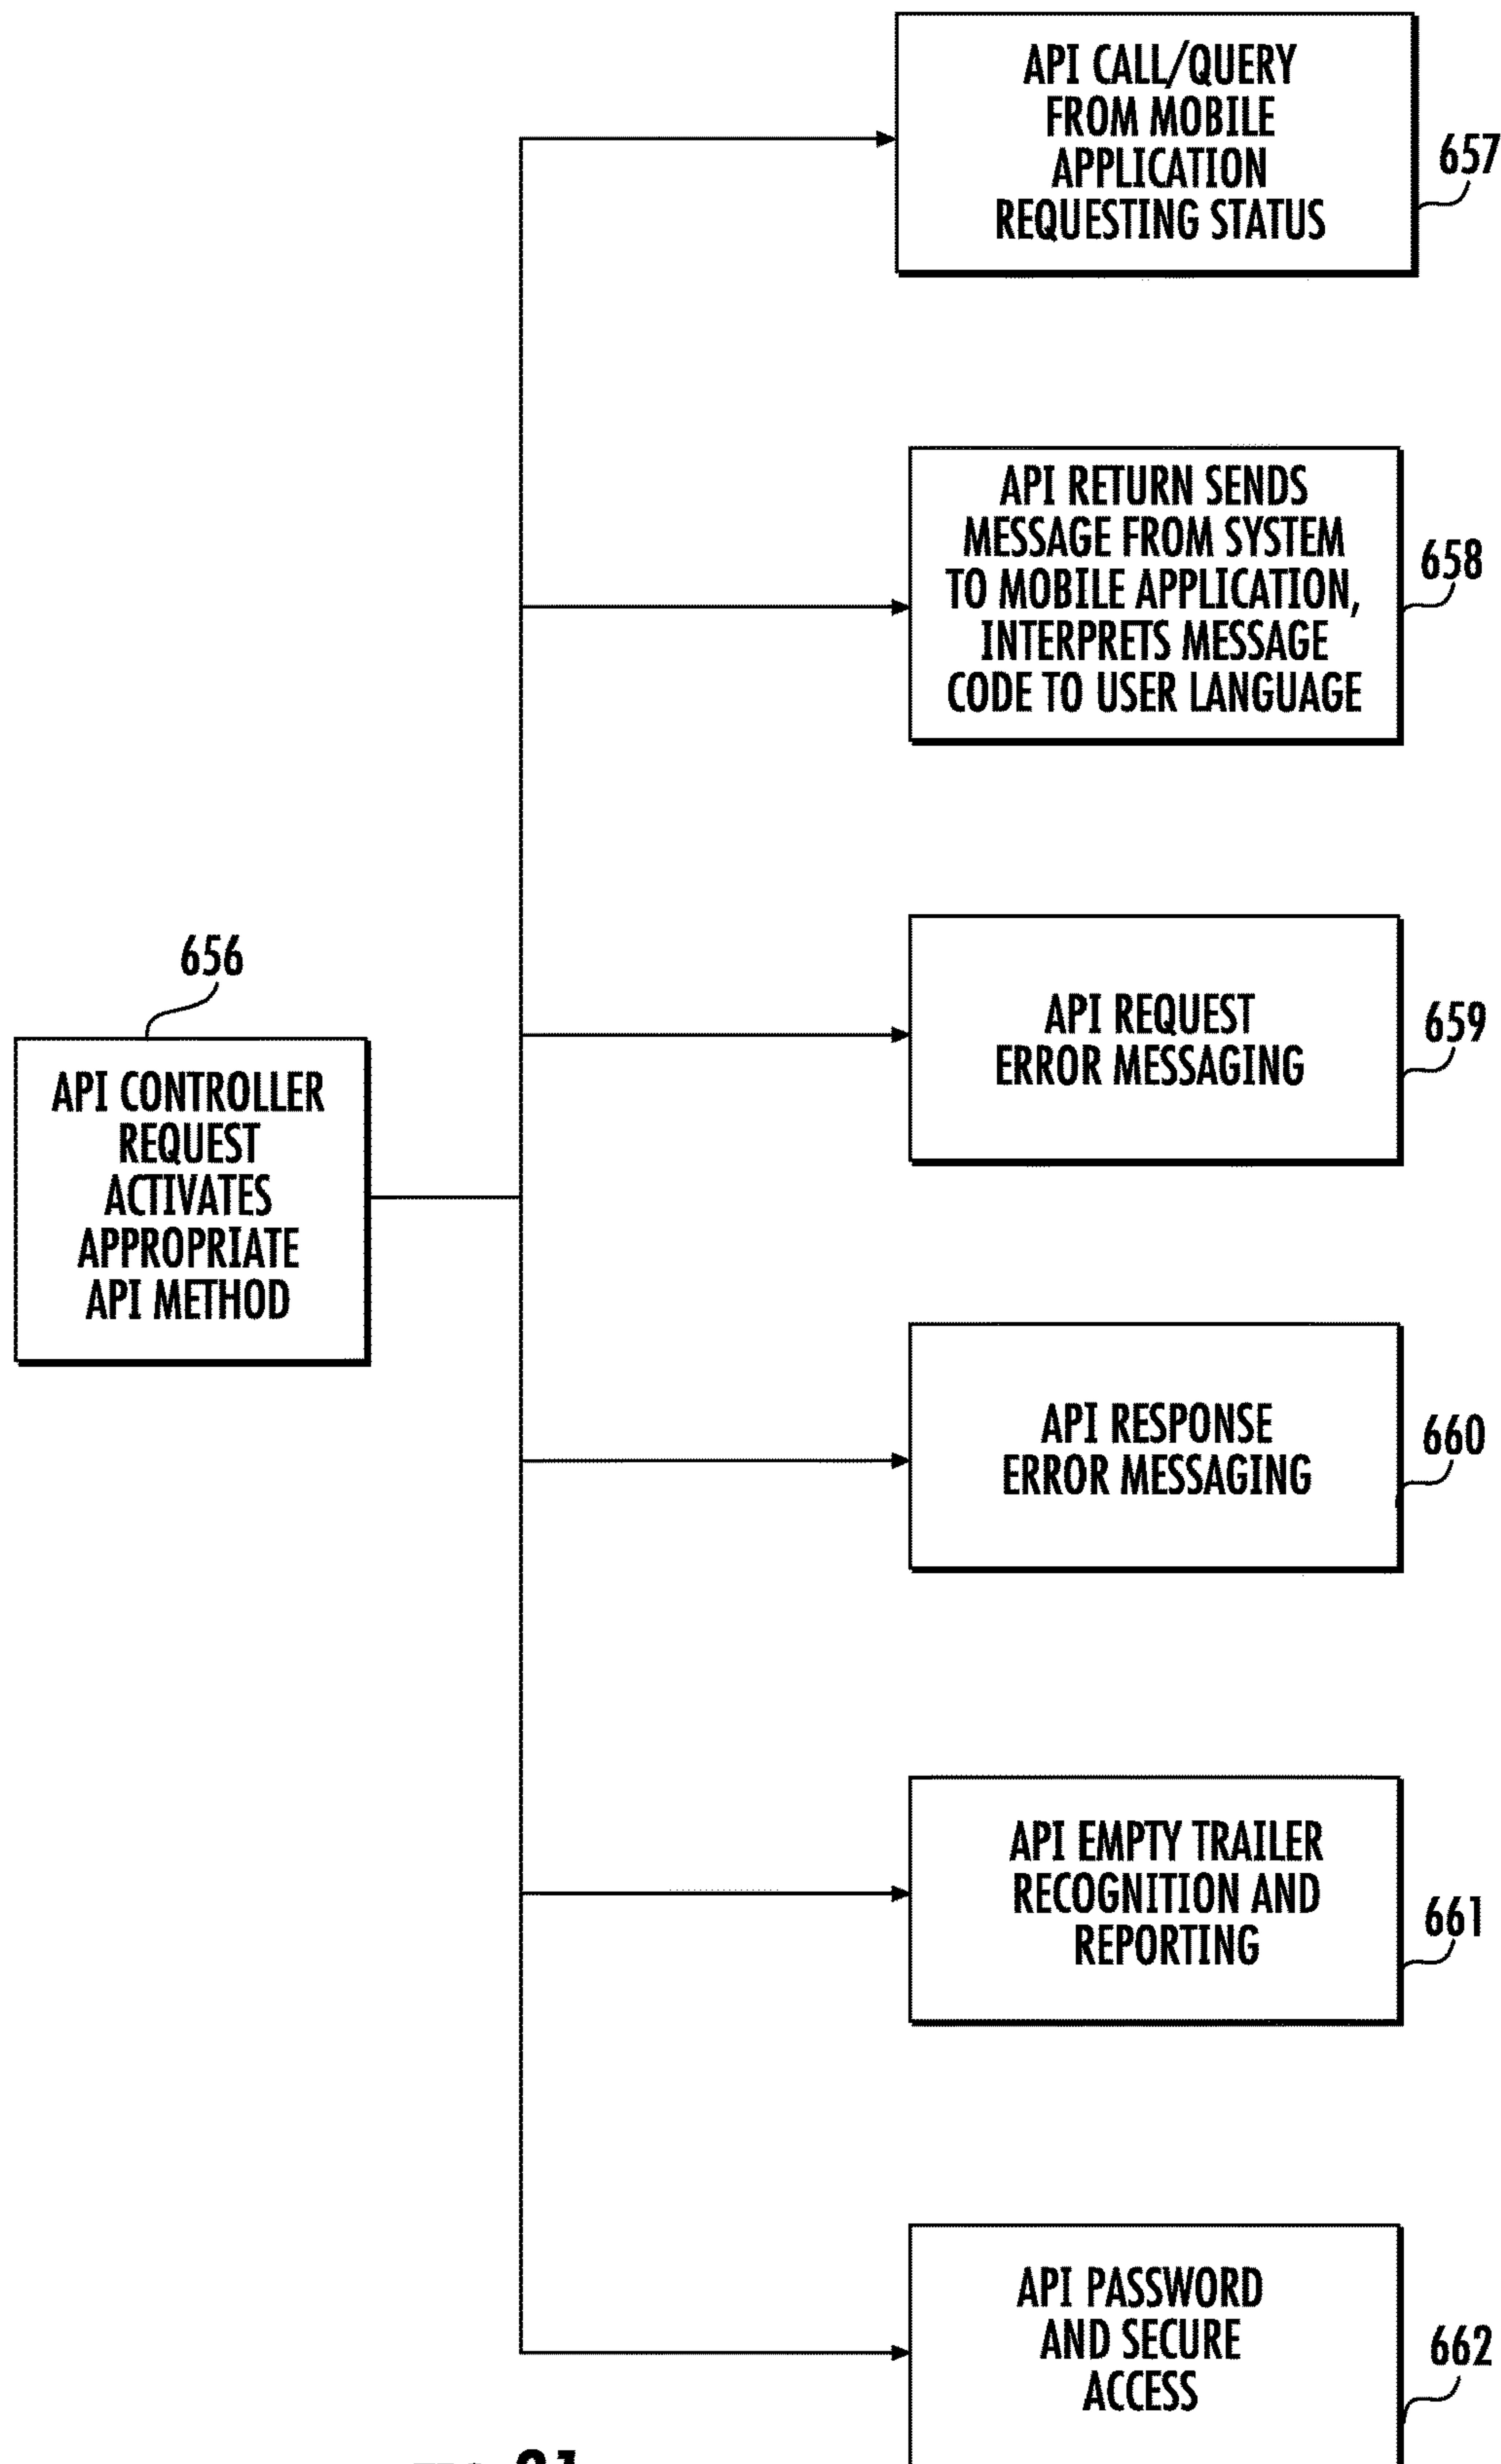 API CALL/QUERY
FROM MOBILE
APPLICATION
REQUESTING STATUS
657
API RETURN SENDS
MESSAGE FROM SYSTEM
TO MOBILE APPLICATION,
INTERPRETS MESSAGE
CODE TO USER LANGUAGE
658
656
API CONTROLLER
REQUEST
ACTIVATES
APPROPRIATE
API METHOD
API REQUEST
ERROR MESSAGING
659
API RESPONSE
ERROR MESSAGING
660
API EMPTY TRAILER
RECOGNITION AND
REPORTING
661
API PASSWORD
AND SECURE
ACCESS
662